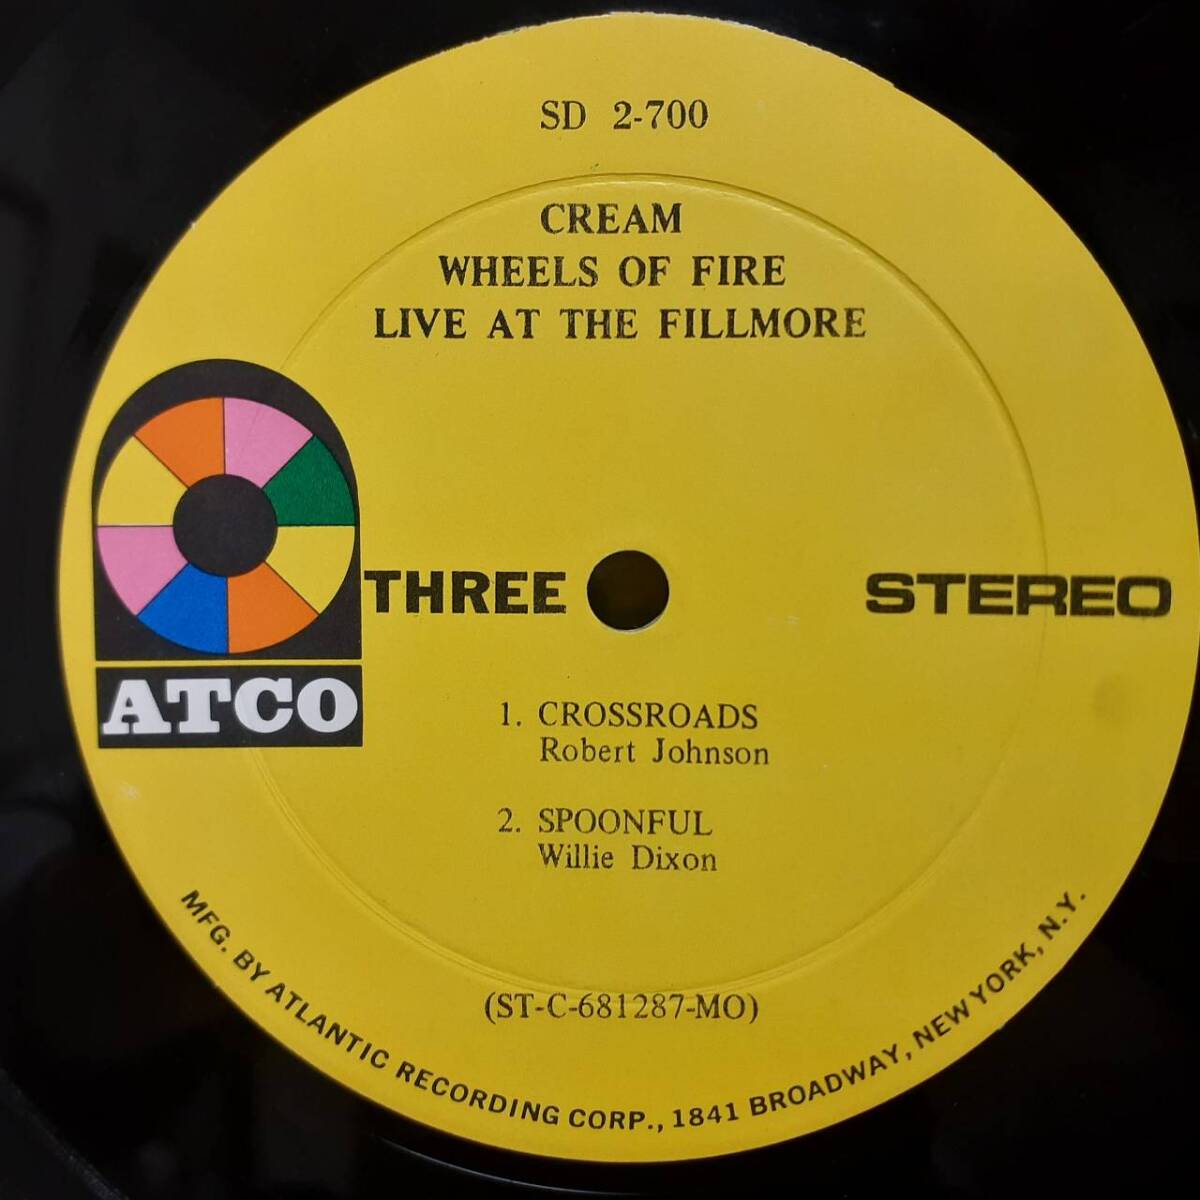 SD 2-700
CREAM
WHEELS OF FIRE
LIVE AT THE FILLMORE
THREE
STEREO
ATCO
1. CROSSROADS
Robert Johnson
2. SPOONFUL
Willie Dixon
(ST-C-681287-MO)
MFG. BY ATLANTIC RECORDING CORP., 1841 BROADWAY, NEW YORK, N.Y.